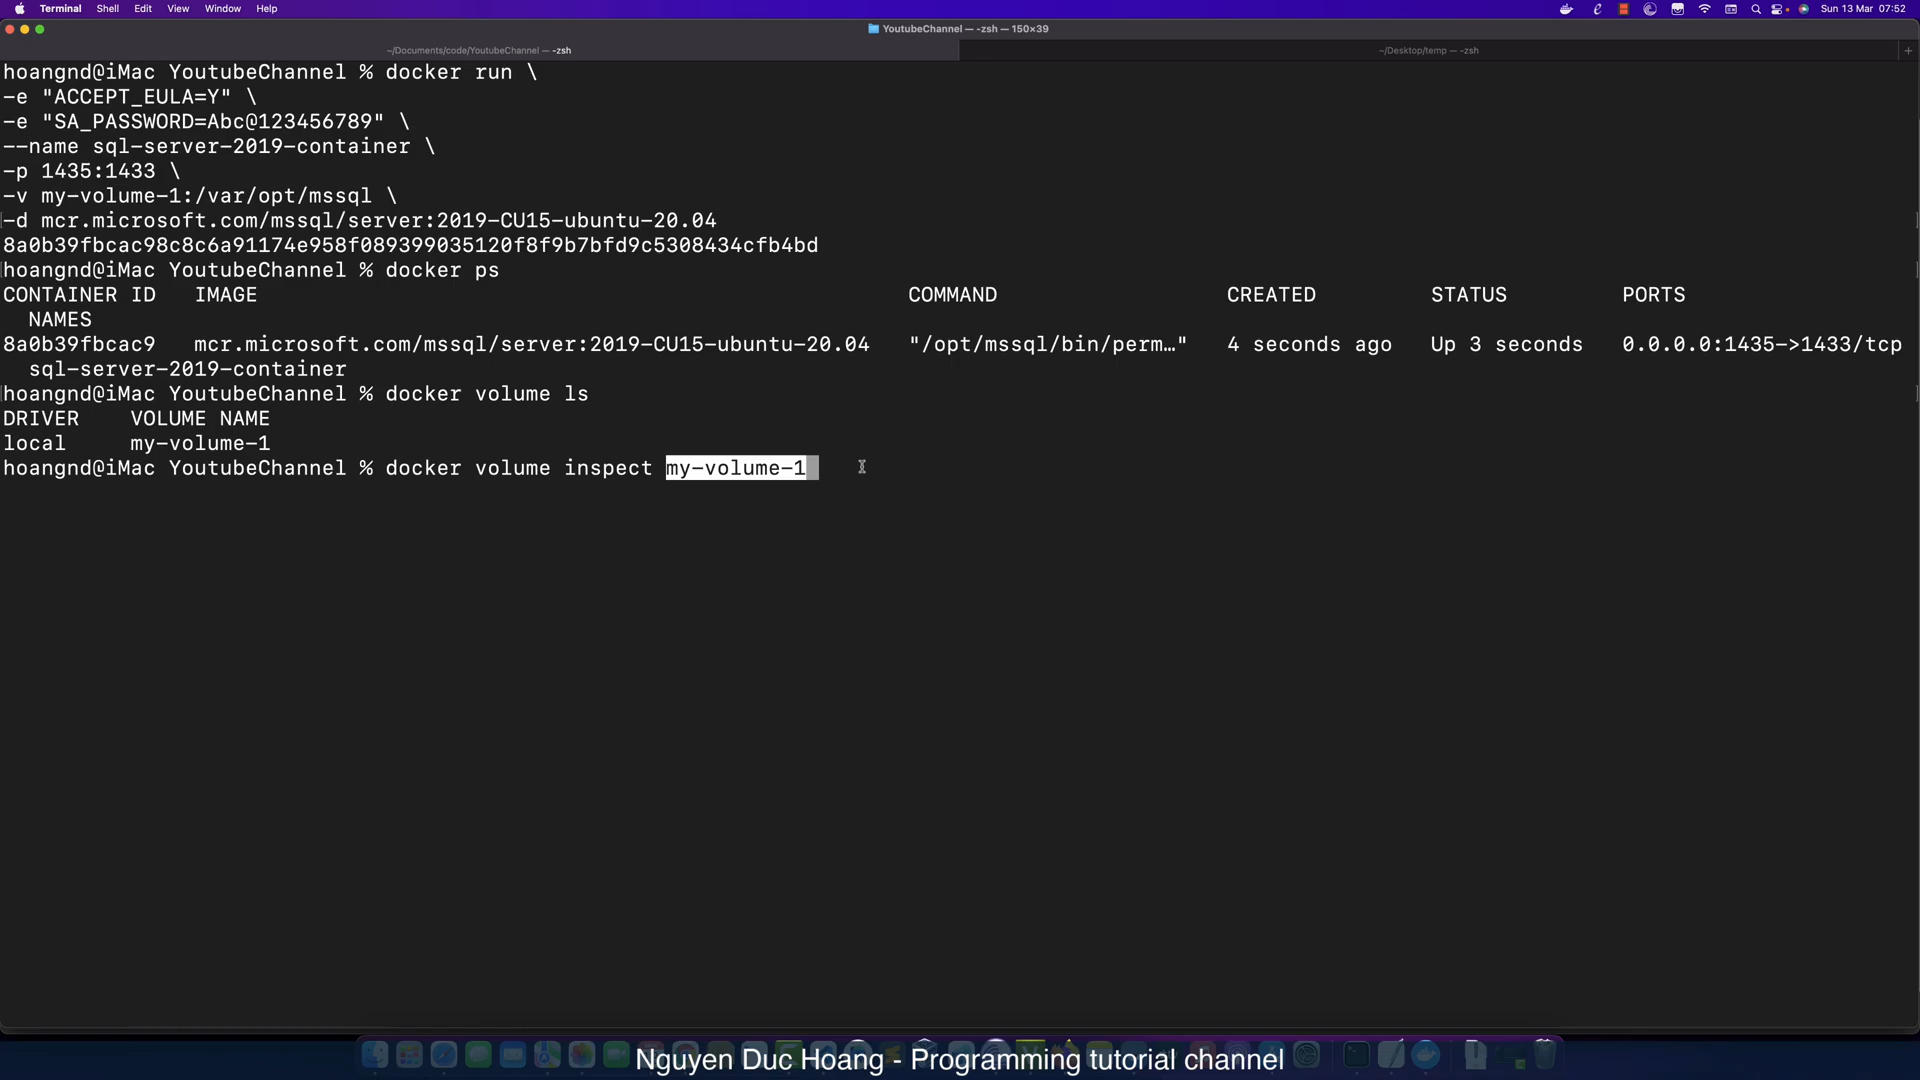 Terminal Shell Edit View Window Help Sun 13 Mar 07:52
YoutubeChannel — -zsh — 150×39
~/Documents/code/YoutubeChannel — -zsh ~/Desktop/temp — -zsh +
hoangnd@iMac YoutubeChannel % docker run \
-e "ACCEPT_EULA=Y" \
-e "SA_PASSWORD=Abc@123456789" \
--name sql-server-2019-container \
-p 1435:1433 \
-v my-volume-1:/var/opt/mssql \
-d mcr.microsoft.com/mssql/server:2019-CU15-ubuntu-20.04
8a0b39fbcac98c8c6a91174e958f089399035120f8f9b7bfd9c5308434cfb4bd
hoangnd@iMac YoutubeChannel % docker ps
CONTAINER ID IMAGE COMMAND CREATED STATUS PORTS
NAMES
8a0b39fbcac9 mcr.microsoft.com/mssql/server:2019-CU15-ubuntu-20.04 "/opt/mssql/bin/perm…" 4 seconds ago Up 3 seconds 0.0.0.0:1435->1433/tcp
sql-server-2019-container
hoangnd@iMac YoutubeChannel % docker volume ls
DRIVER VOLUME NAME
local my-volume-1
hoangnd@iMac YoutubeChannel % docker volume inspect my-volume-1
Nguyen Duc Hoang - Programming tutorial channel